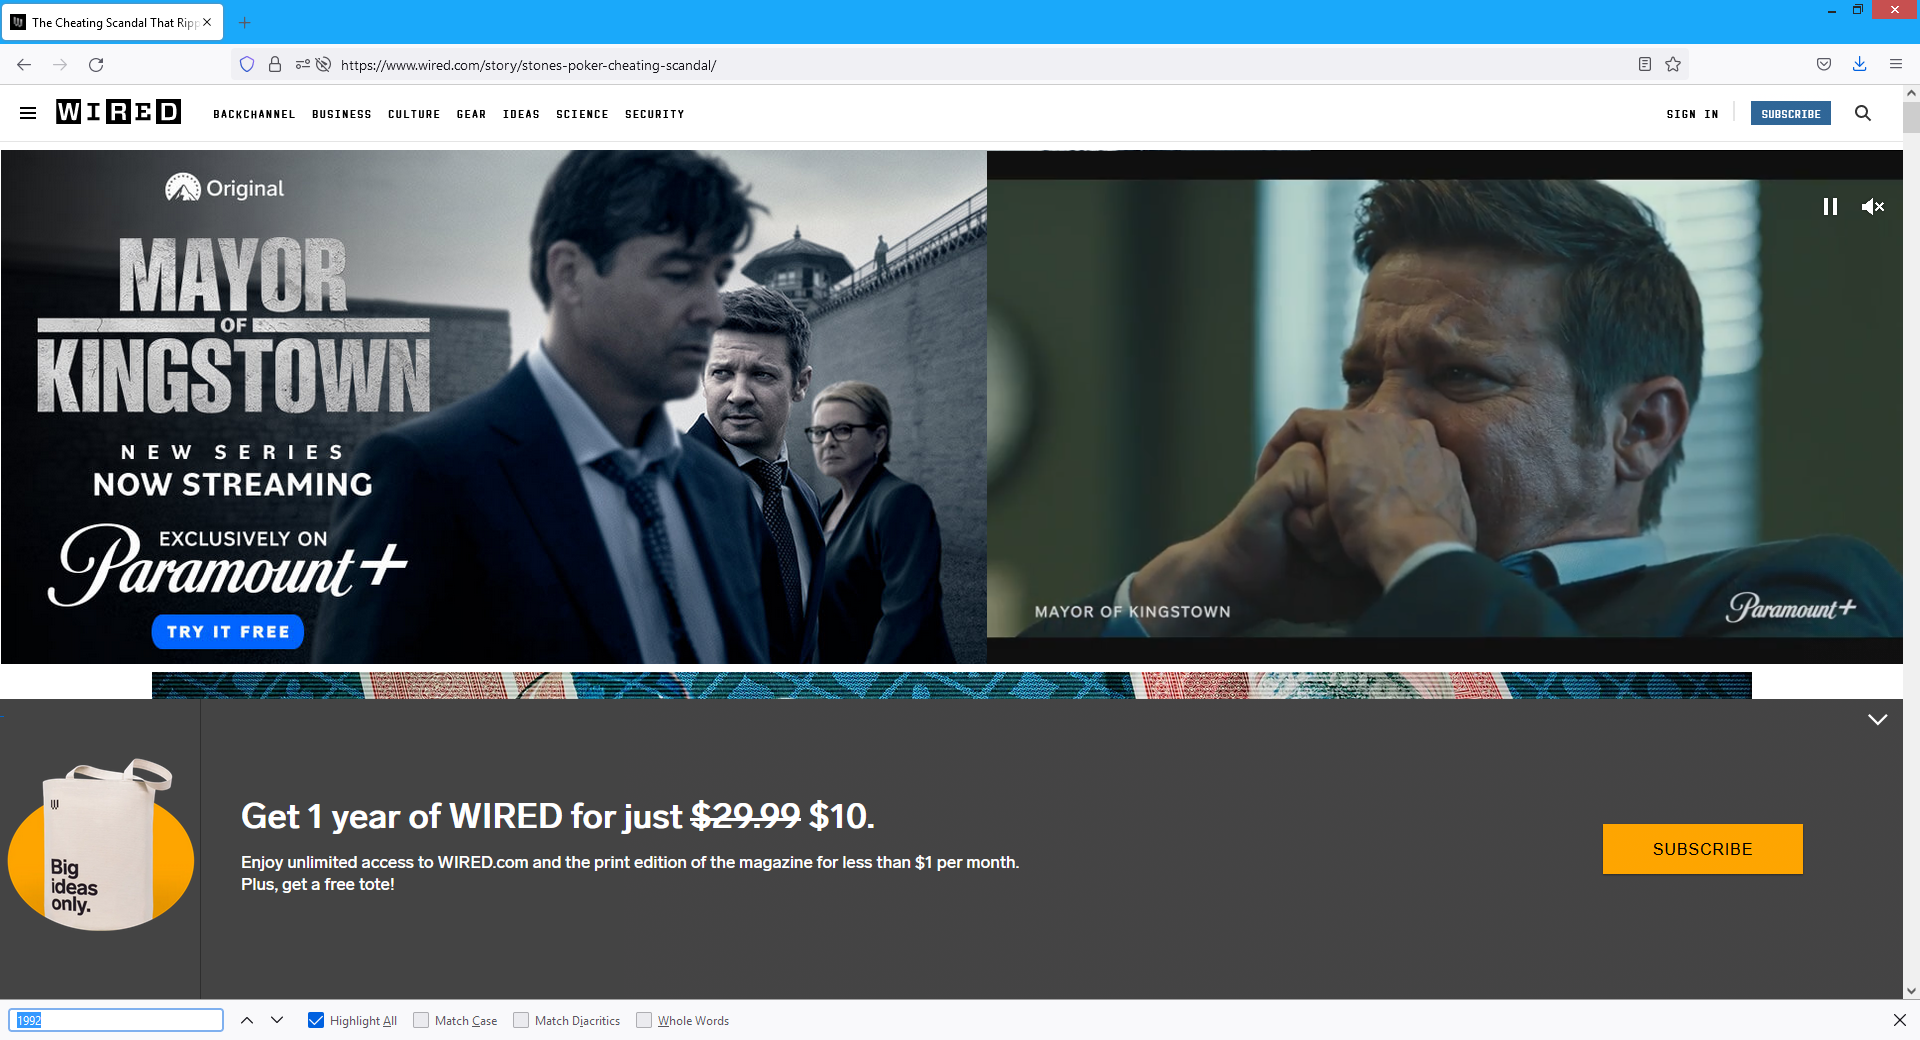 The Cheating Scandal That Ripp
https://www.wired.com/story/stones-poker-cheating-scandal/
WIRED
BACKCHANNEL BUSINESS CULTURE GEAR IDEAS SCIENCE SECURITY
SIGN IN
SUBSCRIBE
Original
MAYOR
OF
KINGSTOWN
NEW SERIES
NOW STREAMING
EXCLUSIVELY ON
Paramount+
TRY IT FREE
MAYOR OF KINGSTOWN
Paramount+
W
Big
ideas
only.
Get 1 year of WIRED for just $29.99 $10.
Enjoy unlimited access to WIRED.com and the print edition of the magazine for less than $1 per month.
Plus, get a free tote!
SUBSCRIBE
1992
Highlight All
Match Case
Match Diacritics
Whole Words